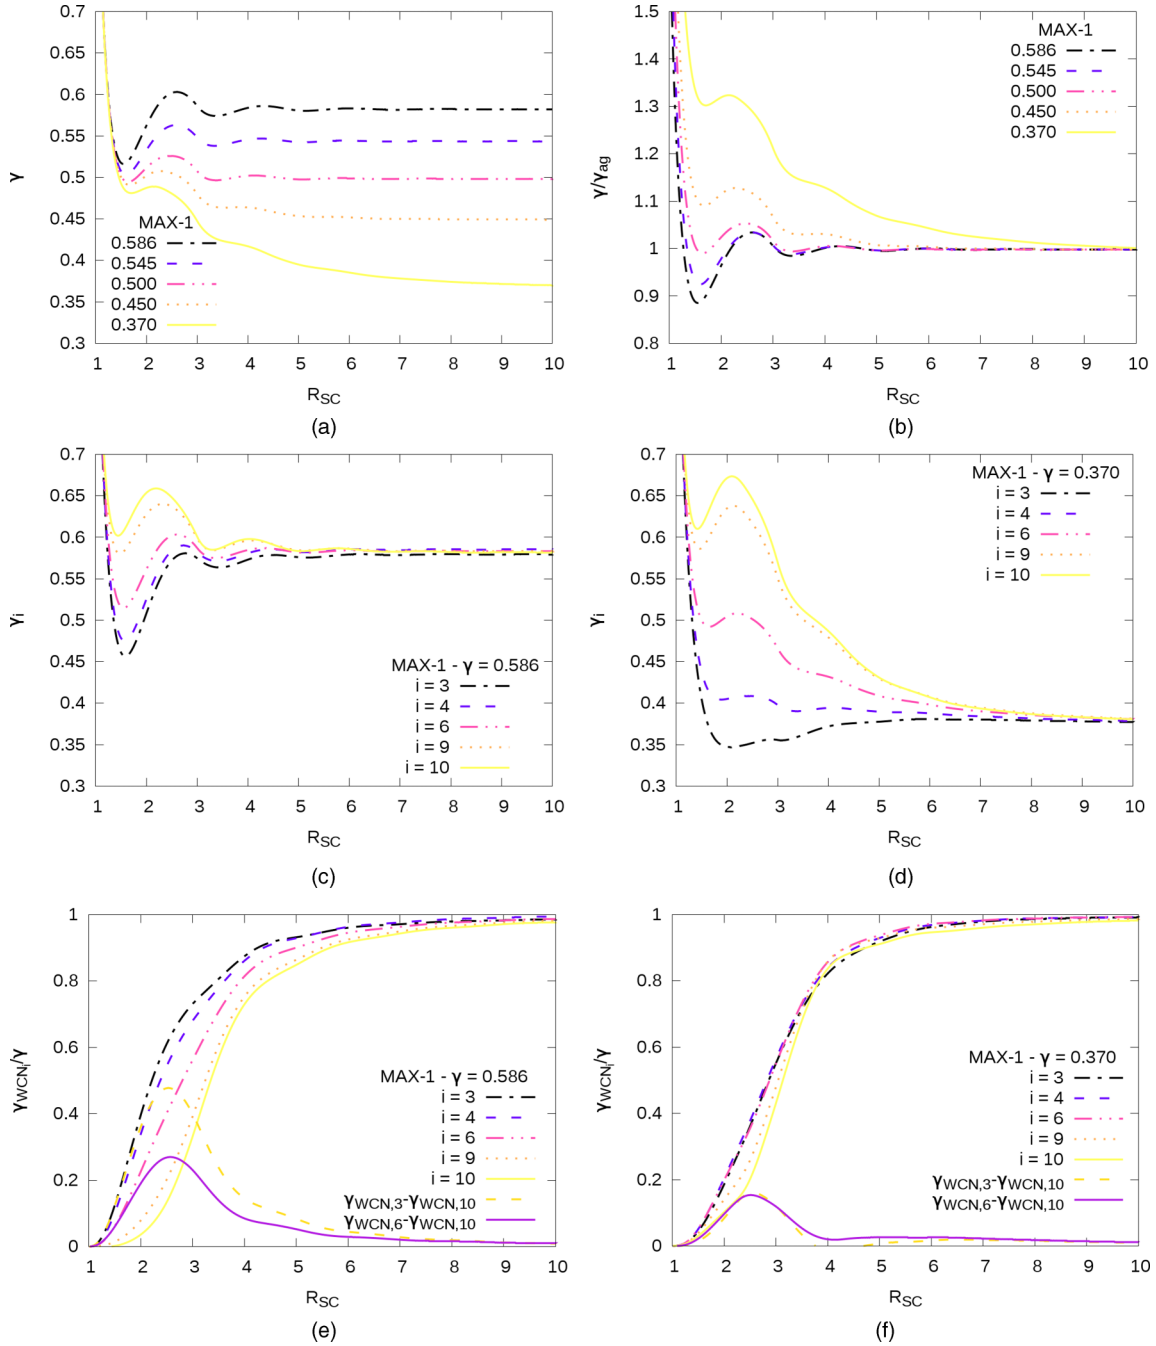 0.7
0.65
0.6
0.55
0.5
0.45
0.4
0.35
0.3
γ
MAX-1
0.586
0.545
0.500
0.450
0.370
1 2 3 4 5 6 7 8 9 10
RSC
(a)
1.5
1.4
1.3
1.2
1.1
1
0.9
0.8
γ/γag
MAX-1
0.586
0.545
0.500
0.450
0.370
1 2 3 4 5 6 7 8 9 10
RSC
(b)
0.7
0.65
0.6
0.55
0.5
0.45
0.4
0.35
0.3
γi
MAX-1 - γ = 0.586
i = 3
i = 4
i = 6
i = 9
i = 10
1 2 3 4 5 6 7 8 9 10
RSC
(c)
0.7
0.65
0.6
0.55
0.5
0.45
0.4
0.35
0.3
γi
MAX-1 - γ = 0.370
i = 3
i = 4
i = 6
i = 9
i = 10
1 2 3 4 5 6 7 8 9 10
RSC
(d)
1
0.8
0.6
0.4
0.2
0
γWCNi/γ
MAX-1 - γ = 0.586
i = 3
i = 4
i = 6
i = 9
i = 10
γWCN,3-γWCN,10
γWCN,6-γWCN,10
1 2 3 4 5 6 7 8 9 10
RSC
(e)
1
0.8
0.6
0.4
0.2
0
γWCNi/γ
MAX-1 - γ = 0.370
i = 3
i = 4
i = 6
i = 9
i = 10
γWCN,3-γWCN,10
γWCN,6-γWCN,10
1 2 3 4 5 6 7 8 9 10
RSC
(f)